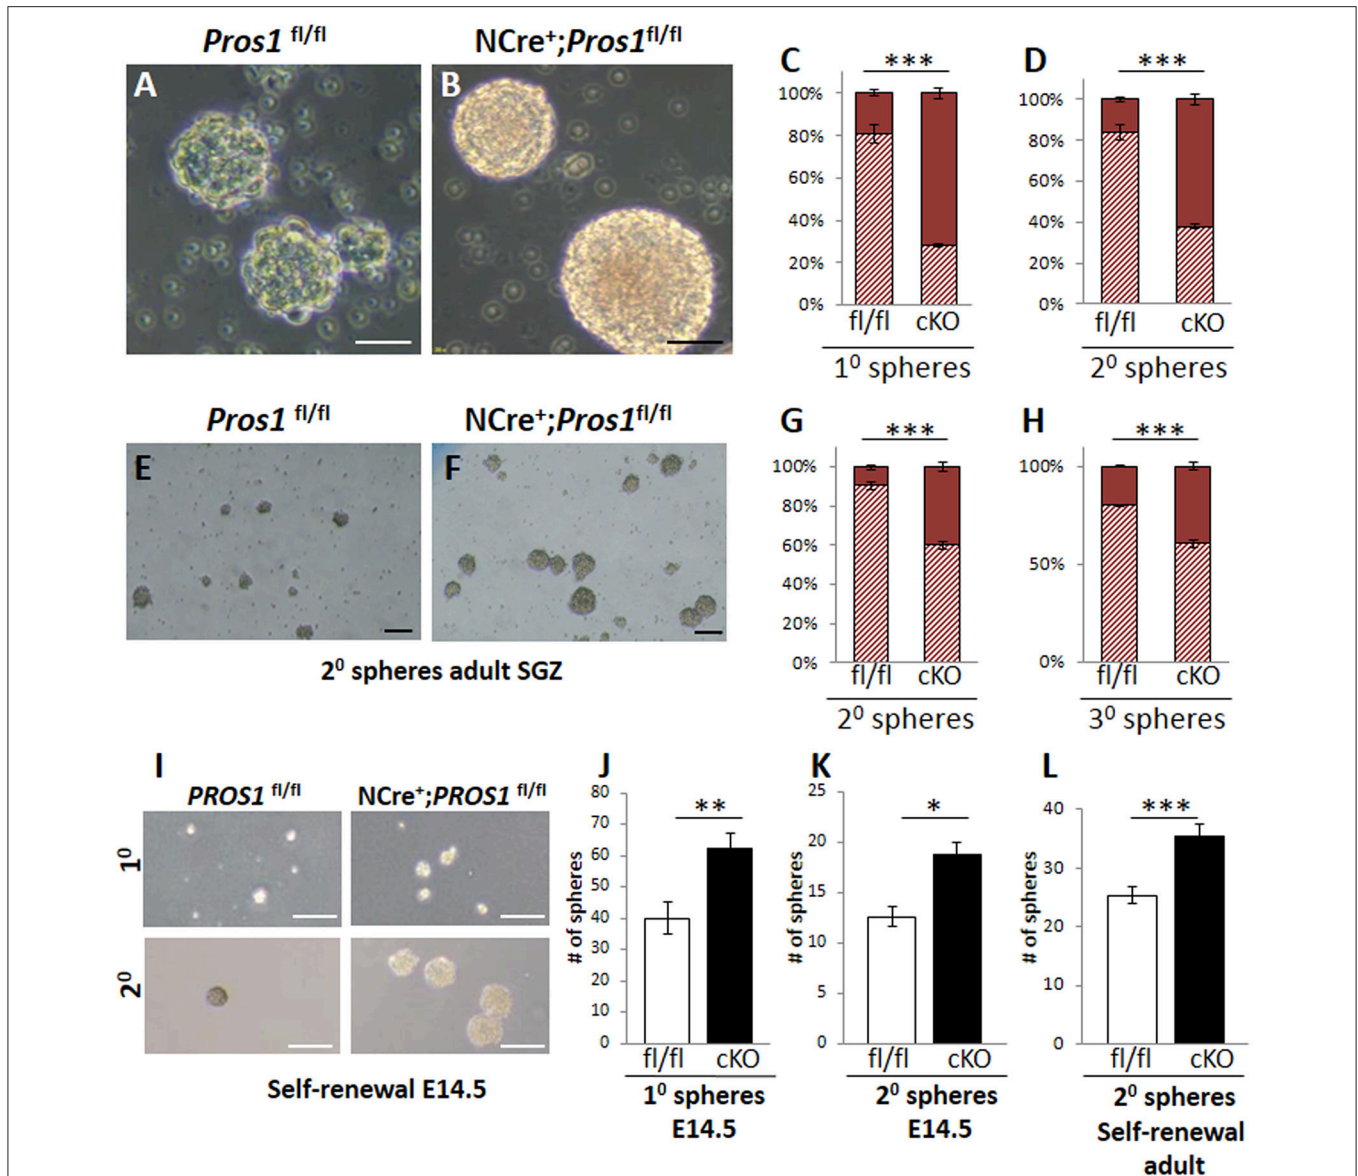 Pros1 fl/fl NCre+;Pros1fl/fl
A B C D
*** ***
100% 100%
80% 80%
60% 60%
40% 40%
20% 20%
0% 0%
fl/fl cKO fl/fl cKO
1⁰ spheres 2⁰ spheres
Pros1 fl/fl NCre+;Pros1fl/fl
E F G H
*** ***
100% 100%
80%
60%
50%
40%
20%
0% 0%
fl/fl cKO fl/fl cKO
2⁰ spheres adult SGZ
2⁰ spheres 3⁰ spheres
I J K L
PROS1 fl/fl NCre+;PROS1 fl/fl
1⁰
2⁰
Self-renewal E14.5
# of spheres
80
70
60
50
40
30
20
10
0
**
fl/fl cKO
1⁰ spheres
E14.5
# of spheres
25
20
15
10
5
0
*
fl/fl cKO
2⁰ spheres
E14.5
# of spheres
40
30
20
10
0
***
fl/fl cKO
2⁰ spheres
Self-renewal
adult